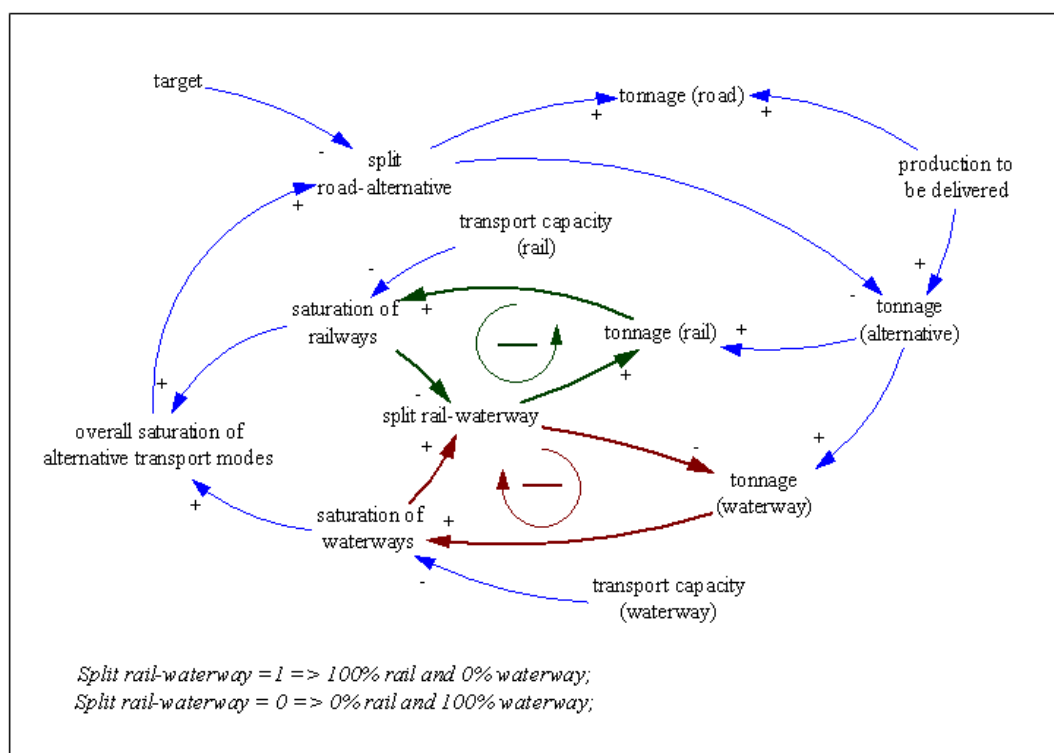 target
tonnage (road)
+
+
-
split
road-alternative
production to
be delivered
+
transport capacity
(rail)
-
+
saturation of
railways
+
tonnage (rail)
+
-
tonnage
(alternative)
—
+
+
-
split rail-waterway
+
-
+
overall saturation of
alternative transport modes
tonnage
(waterway)
—
+
saturation of
waterways
+
-
transport capacity
(waterway)
Split rail-waterway = 1 => 100% rail and 0% waterway;
Split rail-waterway = 0 => 0% rail and 100% waterway;